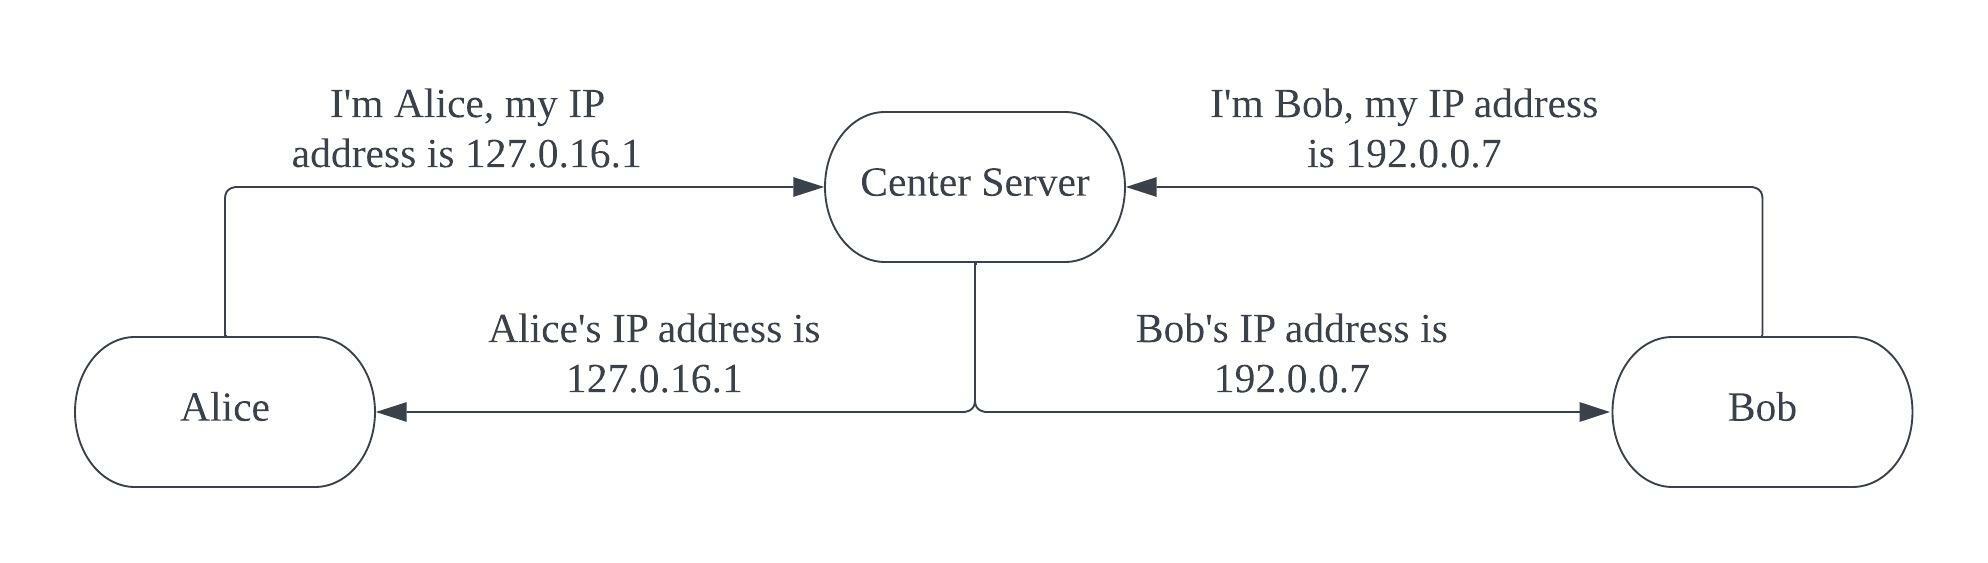 I'm Alice, my IP
address is 127.0.16.1
I'm Bob, my IP address
is 192.0.0.7
Center Server
Alice's IP address is
127.0.16.1
Bob's IP address is
192.0.0.7
Alice
Bob